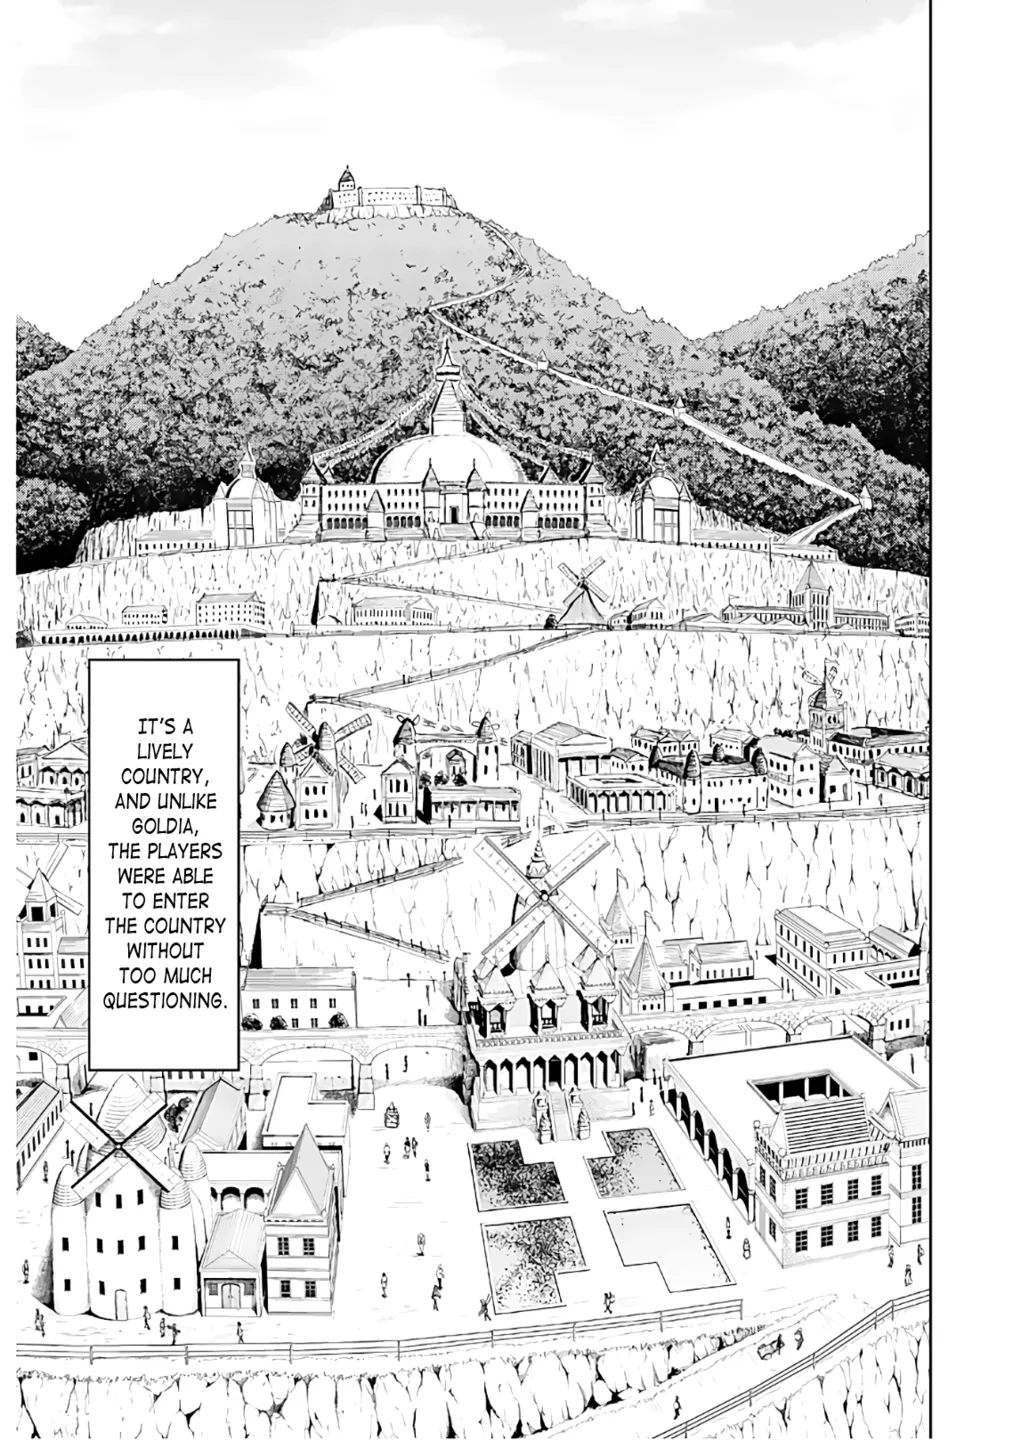 IT'S A
LIVELY
COUNTRY,
AND UNLIKE
GOLDIA,
THE PLAYERS
WERE ABLE
TO ENTER
THE COUNTRY
WITHOUT
TOO MUCH
QUESTIONING.